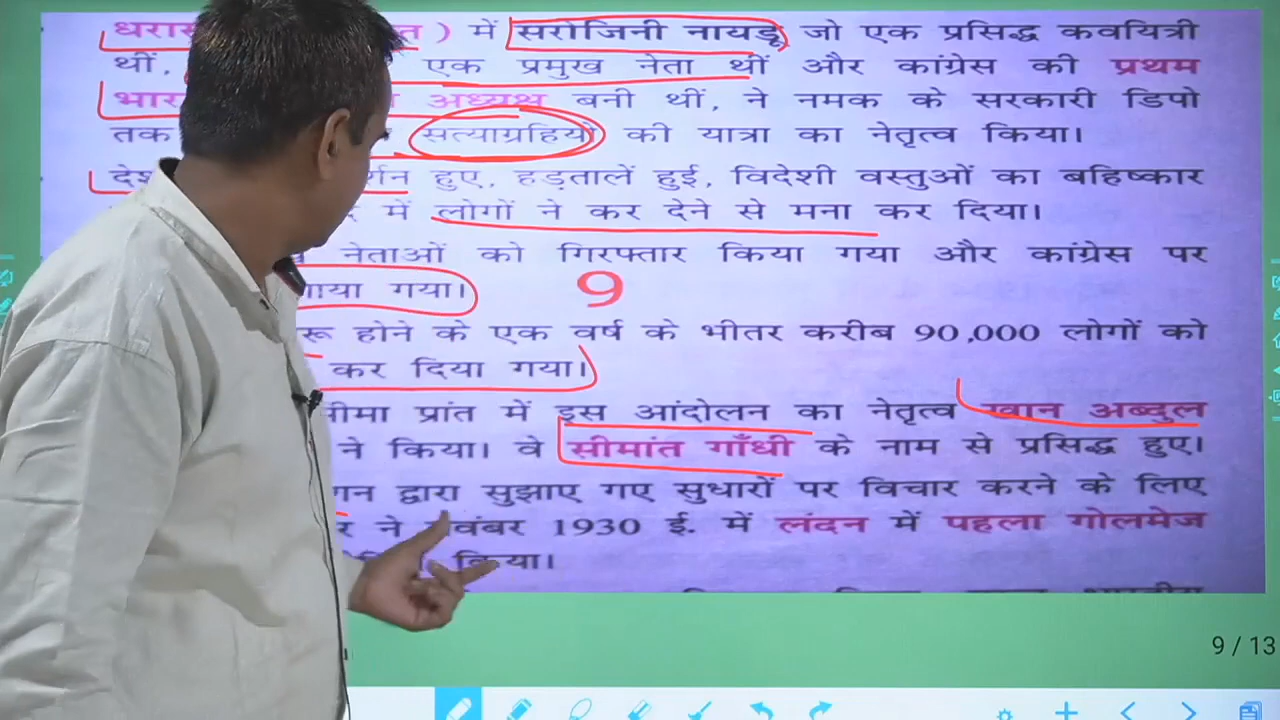 ) में सरोजिनी नायडू जो एक प्रसिद्ध कवयित्री
थीं, एक प्रमुख नेता थीं और कांग्रेस की प्रथम
अध्यक्ष बनी थीं, ने नमक के सरकारी डिपो
तक सत्याग्रहियों की यात्रा का नेतृत्व किया।
हुए, हड़तालें हुई, विदेशी वस्तुओं का बहिष्कार
में लोगों ने कर देने से मना कर दिया।
नेताओं को गिरफ्तार किया गया और कांग्रेस पर
गया।
9
होने के एक वर्ष के भीतर करीब 90,000 लोगों को
कर दिया गया।
प्रांत में इस आंदोलन का नेतृत्व खान अब्दुल
ने किया। वे सीमांत गाँधी के नाम से प्रसिद्ध हुए।
द्वारा सुझाए गए सुधारों पर विचार करने के लिए
ने नवंबर 1930 ई. में लंदन में पहला गोलमेज
किया।
9 / 13